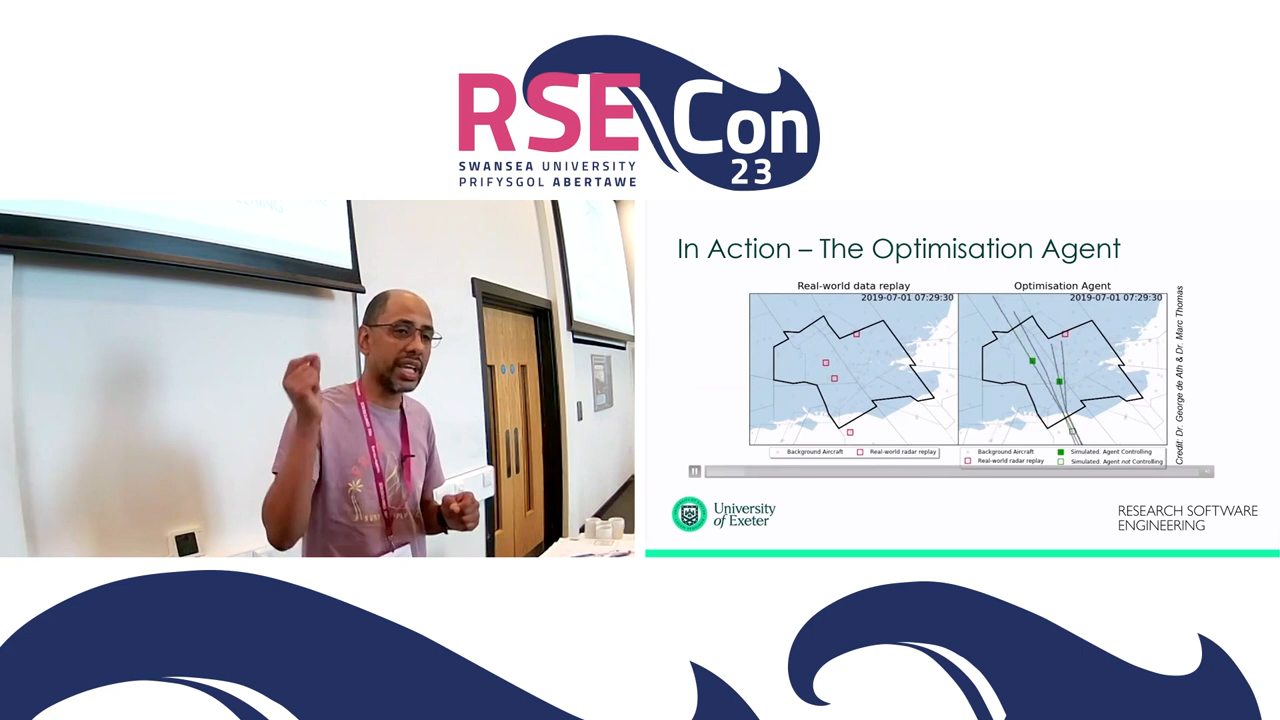 RSE Con
23
SWANSEA UNIVERSITY
PRIFYSGOL ABERTAWE
In Action – The Optimisation Agent
Real-world data replay
2019-07-01 07:29:30
Background Aircraft
Real-world radar replay
Optimisation Agent
2019-07-01 07:29:30
Background Aircraft
Simulated. Agent Controlling
Real-world radar replay
Simulated. Agent not Controlling
Credit: Dr. George de Ath & Dr. Marc Thomas
University
of Exeter
RESEARCH SOFTWARE
ENGINEERING